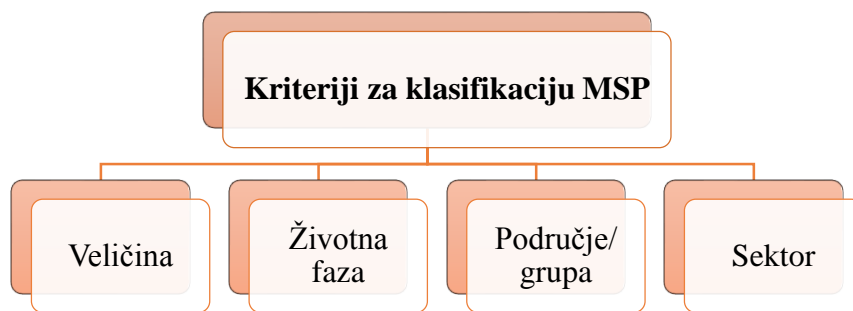 Kriteriji za klasifikaciju MSP
Veličina
Životna
faza
Područje/
grupa
Sektor